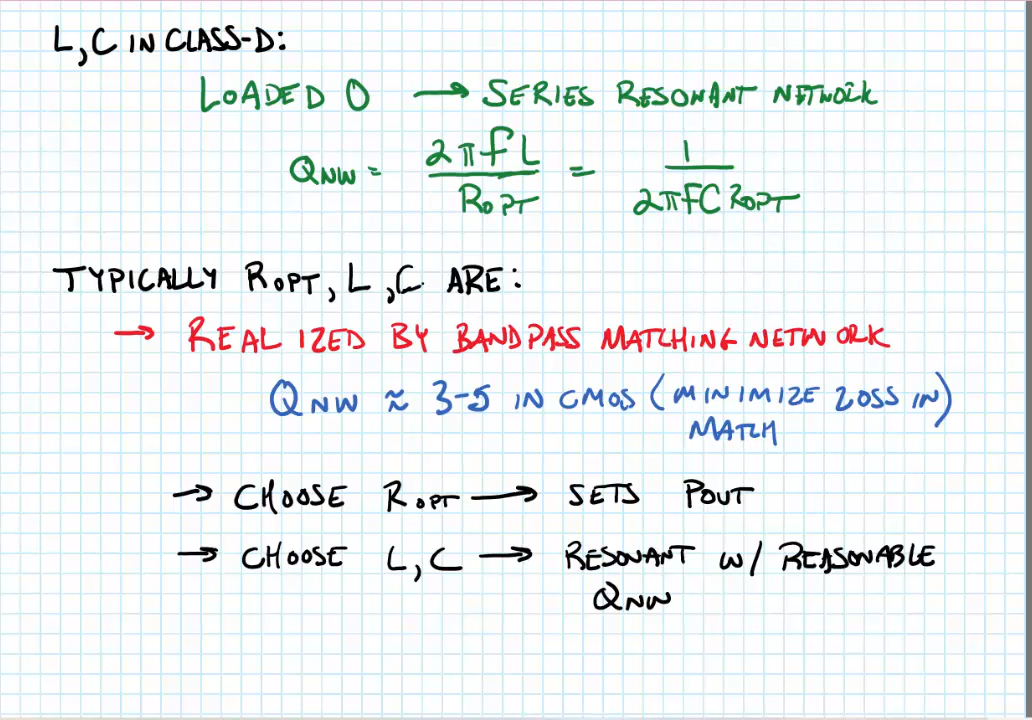 L, C IN CLASS-D:
LOADED Q → SERIES RESONANT NETWORK
QNW = 2πfL / ROPT = 1 / 2πfC ROPT
TYPICALLY ROPT, L, C ARE:
→ REALIZED BY BANDPASS MATCHING NETWORK
QNW ≈ 3-5 IN CMOS (MINIMIZE LOSS IN)
MATCH
→ CHOOSE ROPT → SETS POUT
→ CHOOSE L, C → RESONANT W/ REASONABLE
QNW